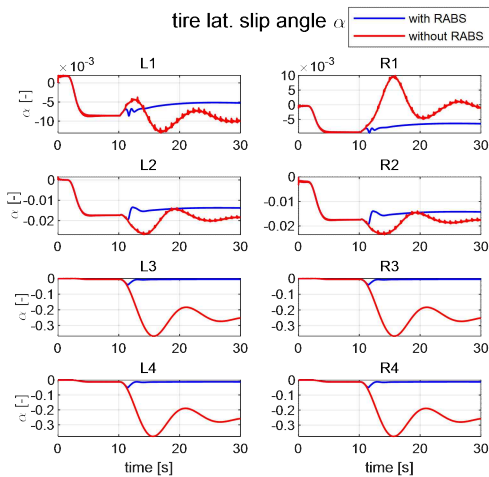 tire lat. slip angle α
with RABS
without RABS
× 10⁻³
L1
0
-5
-10
α [-]
0 10 20 30
× 10⁻³
R1
10
5
0
-5
0 10 20 30
L2
0
-0.01
-0.02
α [-]
0 10 20 30
R2
0
-0.01
-0.02
0 10 20 30
L3
0
-0.1
-0.2
-0.3
α [-]
0 10 20 30
R3
0
-0.1
-0.2
-0.3
0 10 20 30
L4
0
-0.1
-0.2
-0.3
α [-]
0 10 20 30
time [s]
R4
0
-0.1
-0.2
-0.3
0 10 20 30
time [s]